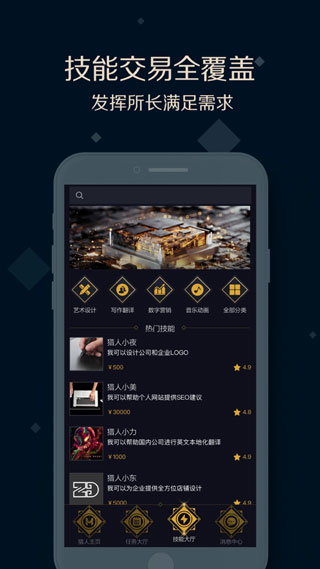 技能交易全覆盖
发挥所长满足需求
艺术设计
写作翻译
数字营销
音乐动画
全部分类
热门技能
猎人小夜
我可以设计公司和企业LOGO
￥500
4.9
猎人小美
我可以帮助个人网站提供SEO建议
￥30000
4.8
猎人小力
我可以帮助国内公司进行英文本地化翻译
￥1000
4.9
猎人小东
我可以为企业提供全方位店铺设计
￥5000
4.9
猎人主页
任务大厅
技能大厅
消息中心